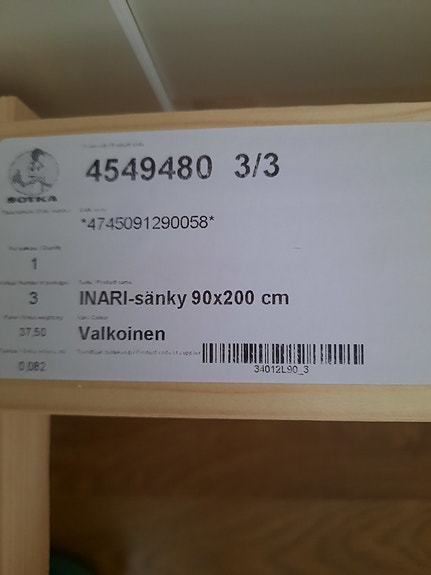 4549480 3/3
SOTKA
*4745091290058*
1
3
INARI-sänky 90x200 cm
37,50
Valkoinen
0,082
34012L90_3